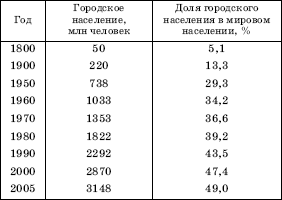 Год
Городское
население,
млн человек
Доля городского
населения в мировом
населении, %
1800 50 5,1
1900 220 13,3
1950 738 29,3
1960 1033 34,2
1970 1353 36,6
1980 1822 39,2
1990 2292 43,5
2000 2870 47,4
2005 3148 49,0